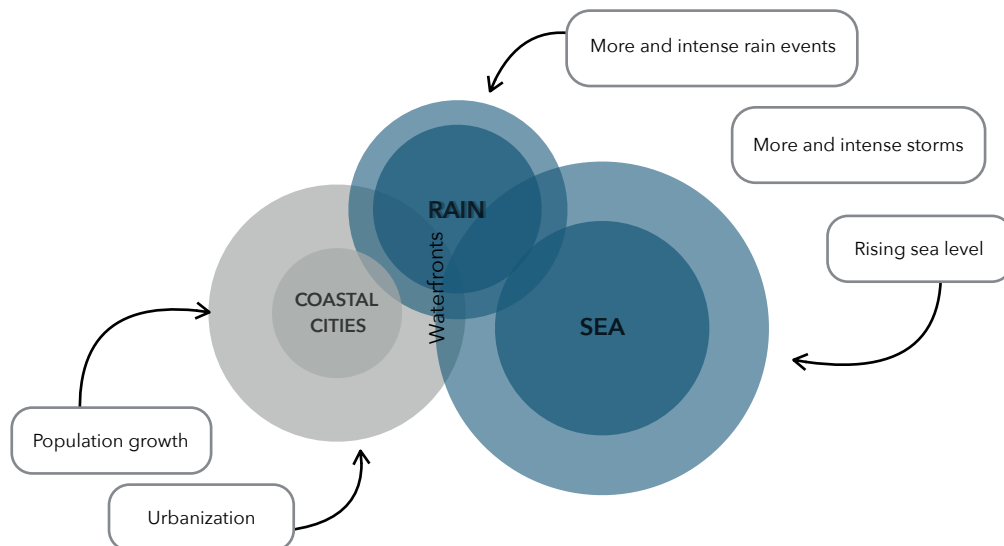 More and intense rain events
More and intense storms
RAIN
Rising sea level
Waterfronts
COASTAL
CITIES
SEA
Population growth
Urbanization